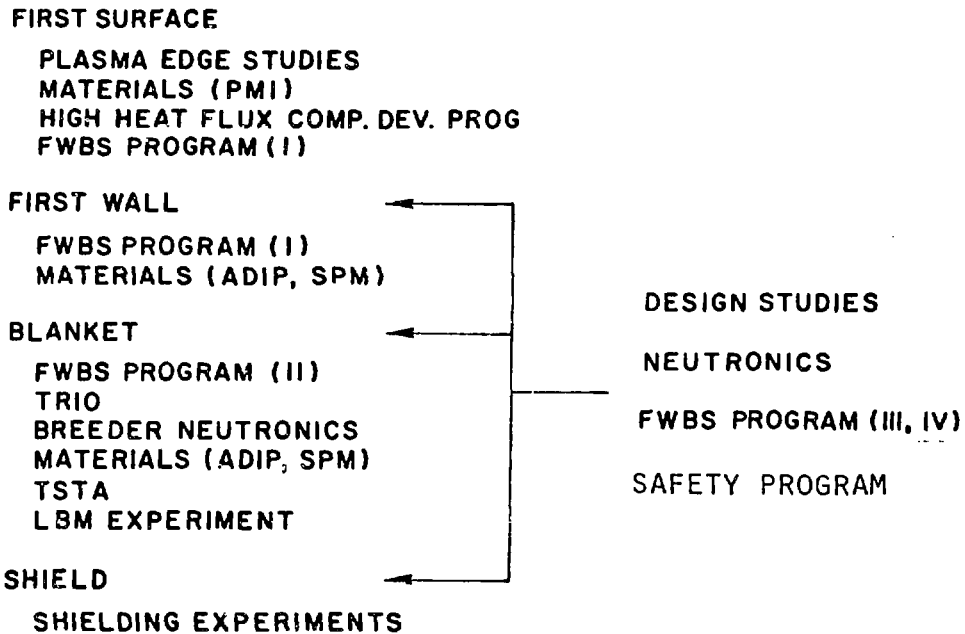 FIRST SURFACE
PLASMA EDGE STUDIES
MATERIALS (PMI)
HIGH HEAT FLUX COMP. DEV. PROG
FWBS PROGRAM (I)
FIRST WALL
FWBS PROGRAM (I)
MATERIALS (ADIP, SPM)
BLANKET
FWBS PROGRAM (II)
TRIO
BREEDER NEUTRONICS
MATERIALS (ADIP, SPM)
TSTA
LBM EXPERIMENT
SHIELD
SHIELDING EXPERIMENTS
DESIGN STUDIES
NEUTRONICS
FWBS PROGRAM (III, IV)
SAFETY PROGRAM